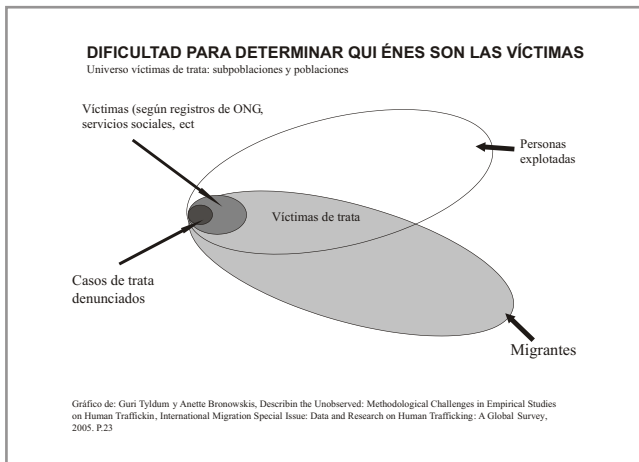 DIFICULTAD PARA DETERMINAR QUI ÉNES SON LAS VÍCTIMAS
Universo víctimas de trata: subpoblaciones y poblaciones
Víctimas (según registros de ONG,
servicios sociales, ect
Personas
explotadas
Víctimas de trata
Casos de trata
denunciados
Migrantes
Gráfico de: Guri Tyldum y Anette Bronowskis, Describin the Unobserved: Methodological Challenges in Empirical Studies
on Human Traffickin, International Migration Special Issue: Data and Research on Human Trafficking: A Global Survey,
2005. P.23